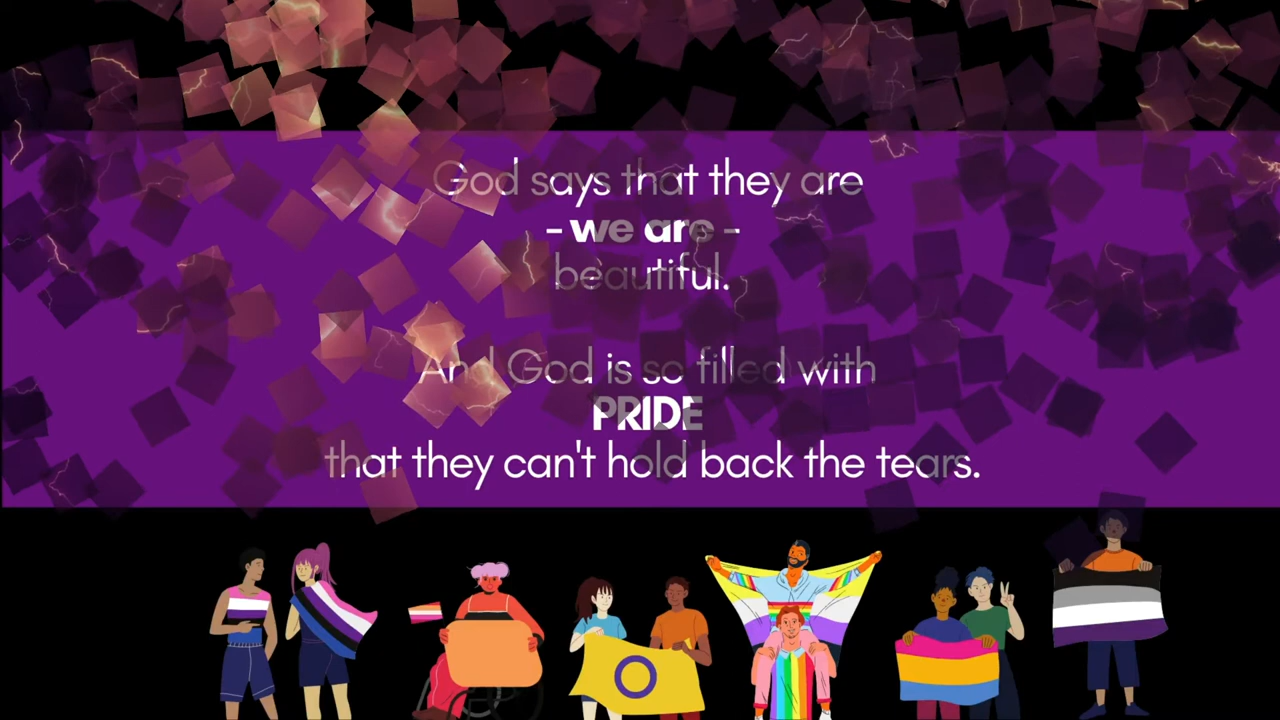 God says that they are
- we are -
beautiful.
And God is so filled with
PRIDE
that they can't hold back the tears.